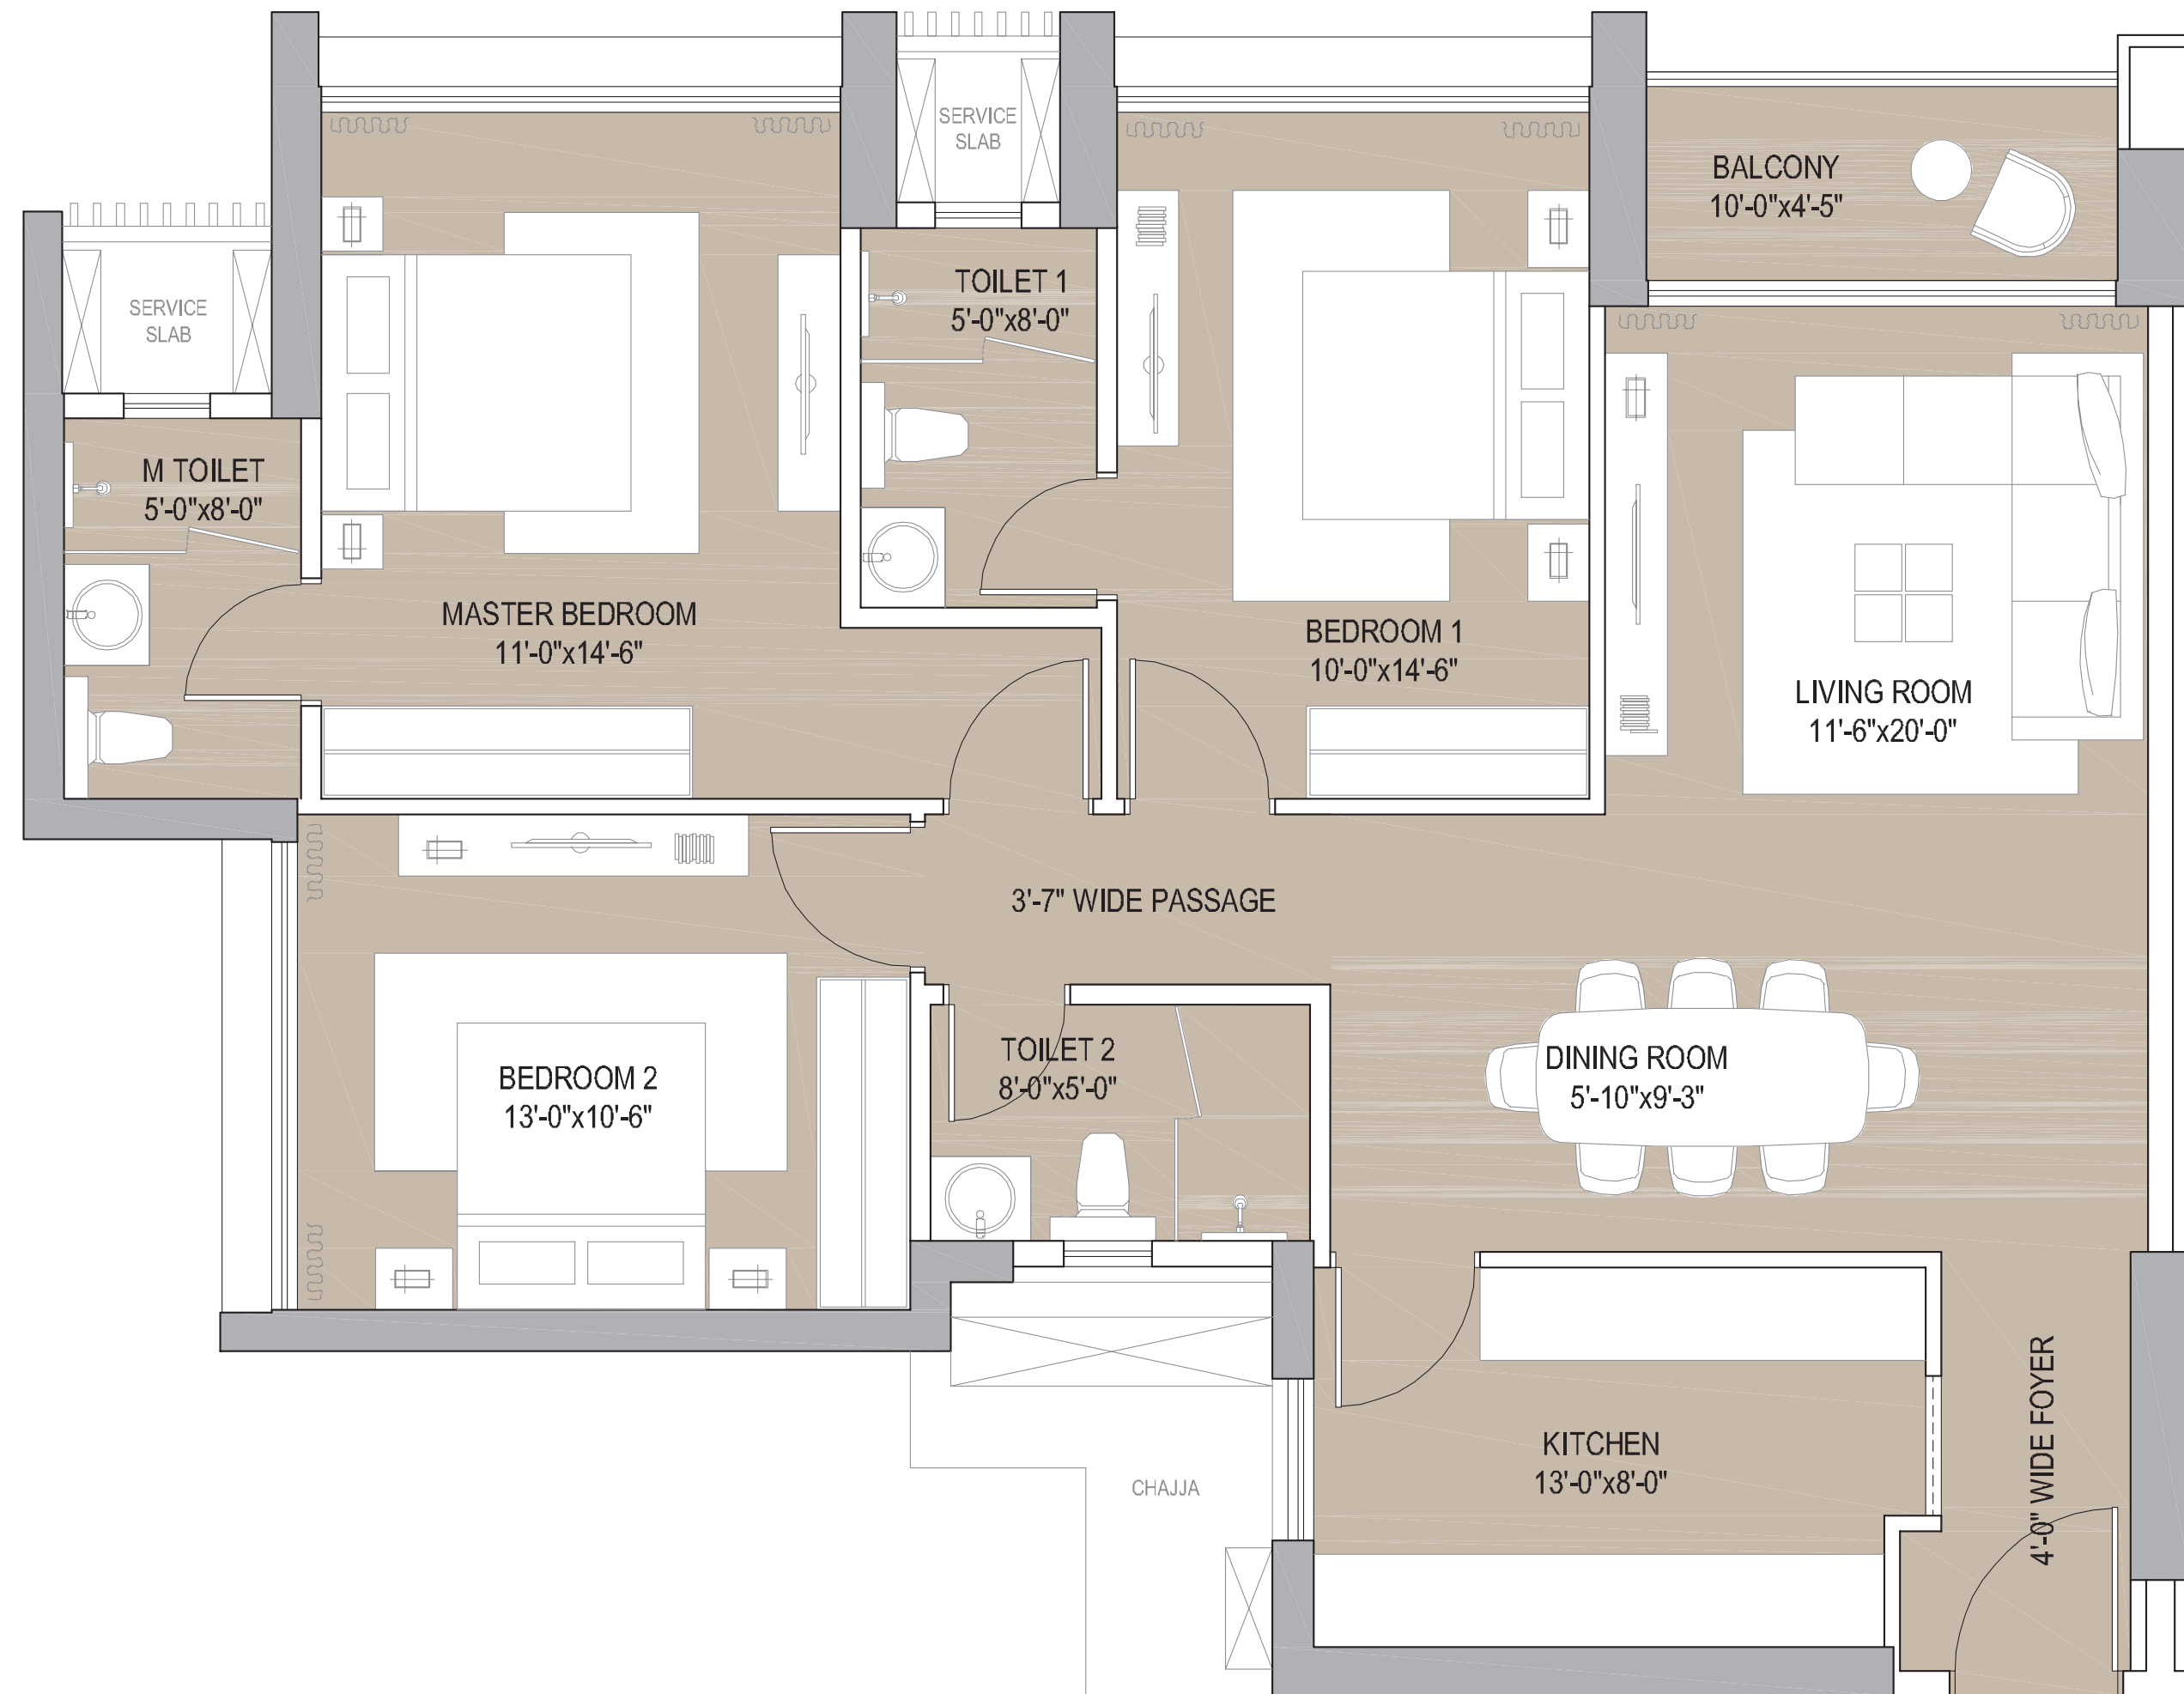 SERVICE
SLAB
BALCONY
10'-0"x4'-5"
TOILET 1
5'-0"x8'-0"
SERVICE
SLAB
M TOILET
5'-0"x8'-0"
MASTER BEDROOM
11'-0"x14'-6"
BEDROOM 1
10'-0"x14'-6"
LIVING ROOM
11'-6"x20'-0"
3'-7" WIDE PASSAGE
BEDROOM 2
13'-0"x10'-6"
TOILET 2
8'-0"x5'-0"
DINING ROOM
5'-10"x9'-3"
KITCHEN
13'-0"x8'-0"
4'-0" WIDE FOYER
CHAJJA